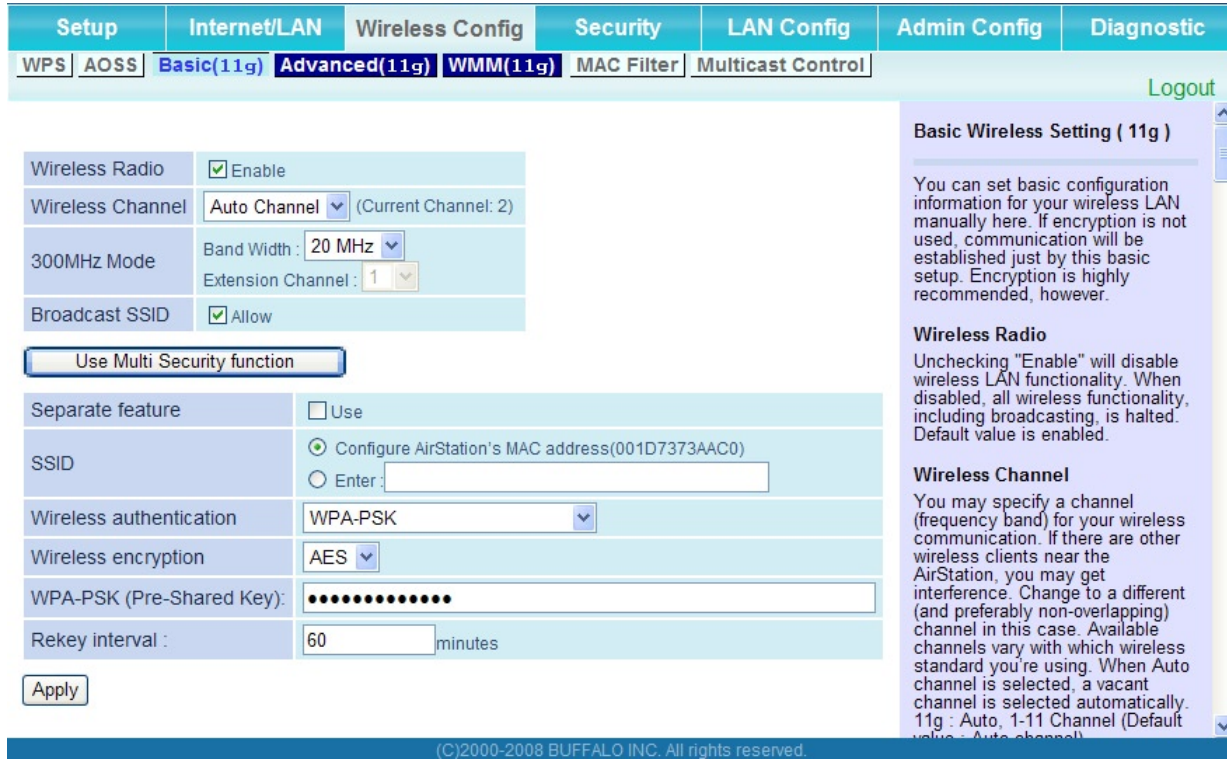 Setup Internet/LAN Wireless Config Security LAN Config Admin Config Diagnostic
WPS AOSS Basic(11g) Advanced(11g) WMM(11g) MAC Filter Multicast Control
Logout
Wireless Radio Enable
Wireless Channel Auto Channel (Current Channel: 2)
300MHz Mode
Band Width : 20 MHz
Extension Channel : 1
Broadcast SSID Allow
Use Multi Security function
Separate feature Use
SSID
Configure AirStation's MAC address(001D7373AAC0)
Enter :
Wireless authentication WPA-PSK
Wireless encryption AES
WPA-PSK (Pre-Shared Key): •••••••••••••
Rekey interval : 60 minutes
Apply
Basic Wireless Setting ( 11g )
You can set basic configuration
information for your wireless LAN
manually here. If encryption is not
used, communication will be
established just by this basic
setup. Encryption is highly
recommended, however.
Wireless Radio
Unchecking "Enable" will disable
wireless LAN functionality. When
disabled, all wireless functionality,
including broadcasting, is halted.
Default value is enabled.
Wireless Channel
You may specify a channel
(frequency band) for your wireless
communication. If there are other
wireless clients near the
AirStation, you may get
interference. Change to a different
(and preferably non-overlapping)
channel in this case. Available
channels vary with which wireless
standard you're using. When Auto
channel is selected, a vacant
channel is selected automatically.
11g : Auto, 1-11 Channel (Default
value : Auto channel)
(C)2000-2008 BUFFALO INC. All rights reserved.